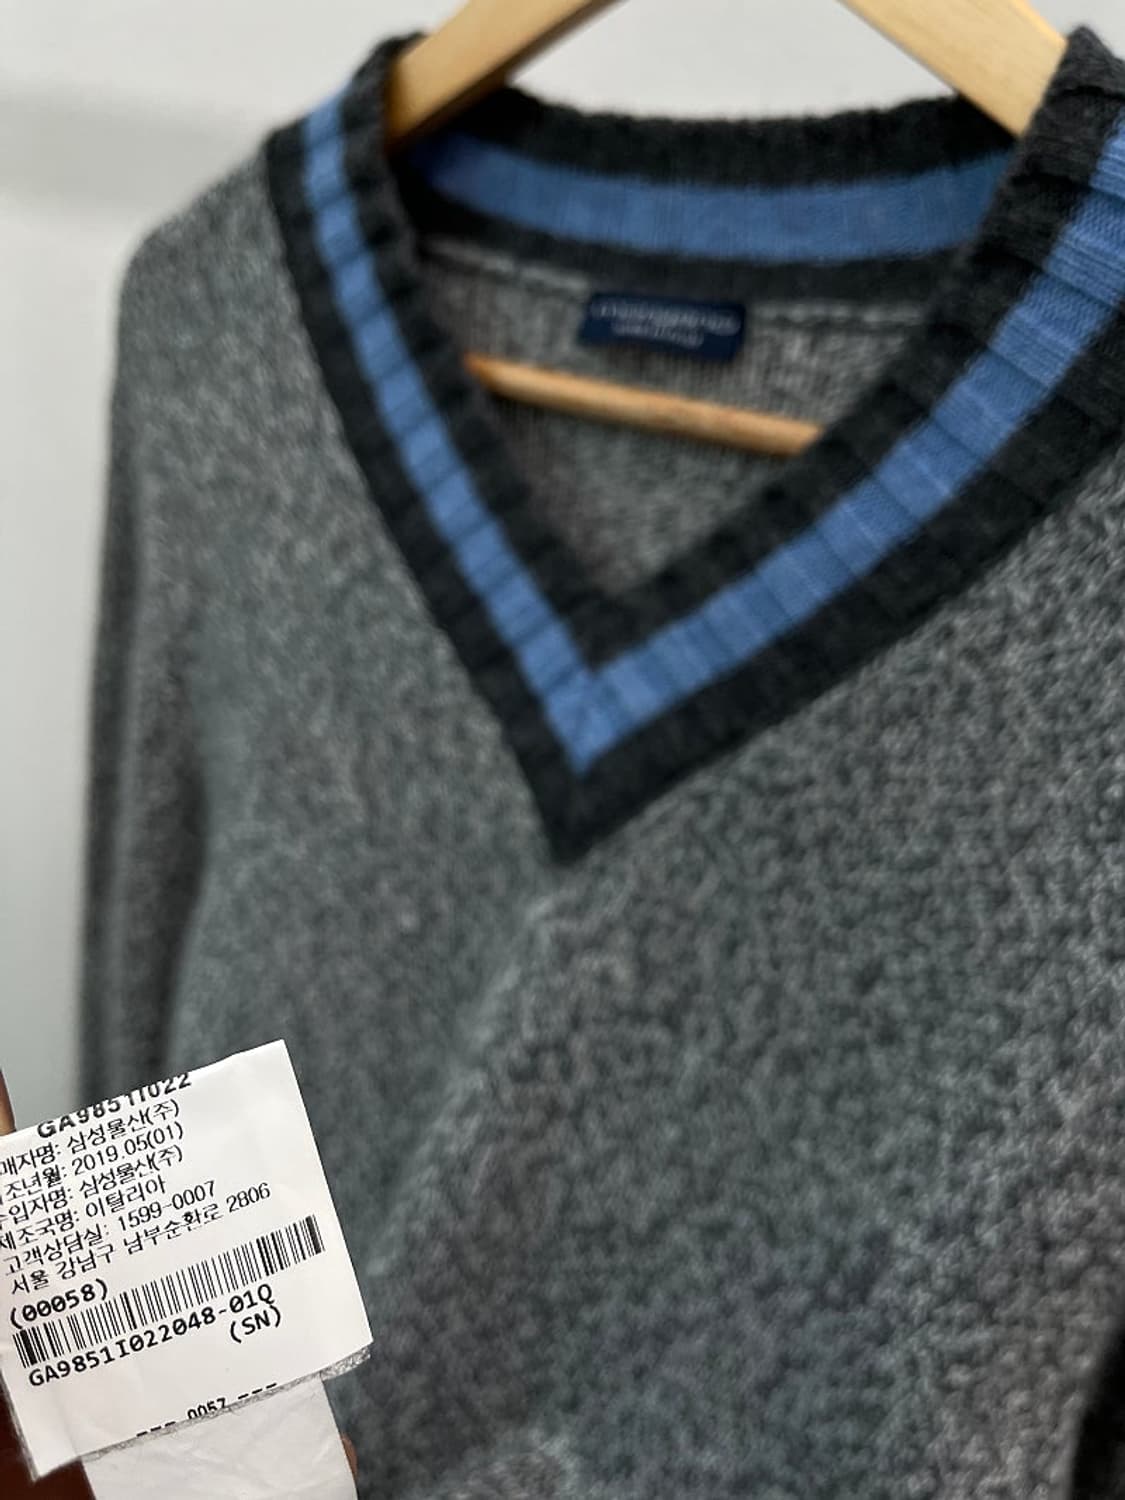 GA9851I022
매자명: 삼성물산(주)
조년월: 2019.05(01)
입자명: 삼성물산(주)
제조국명: 이탈리아
고객상담실: 1599-0007
서울 강남구 남부순환로 2806
(00058)
GA9851I022048-01Q
(SN)
--- 0057 ---